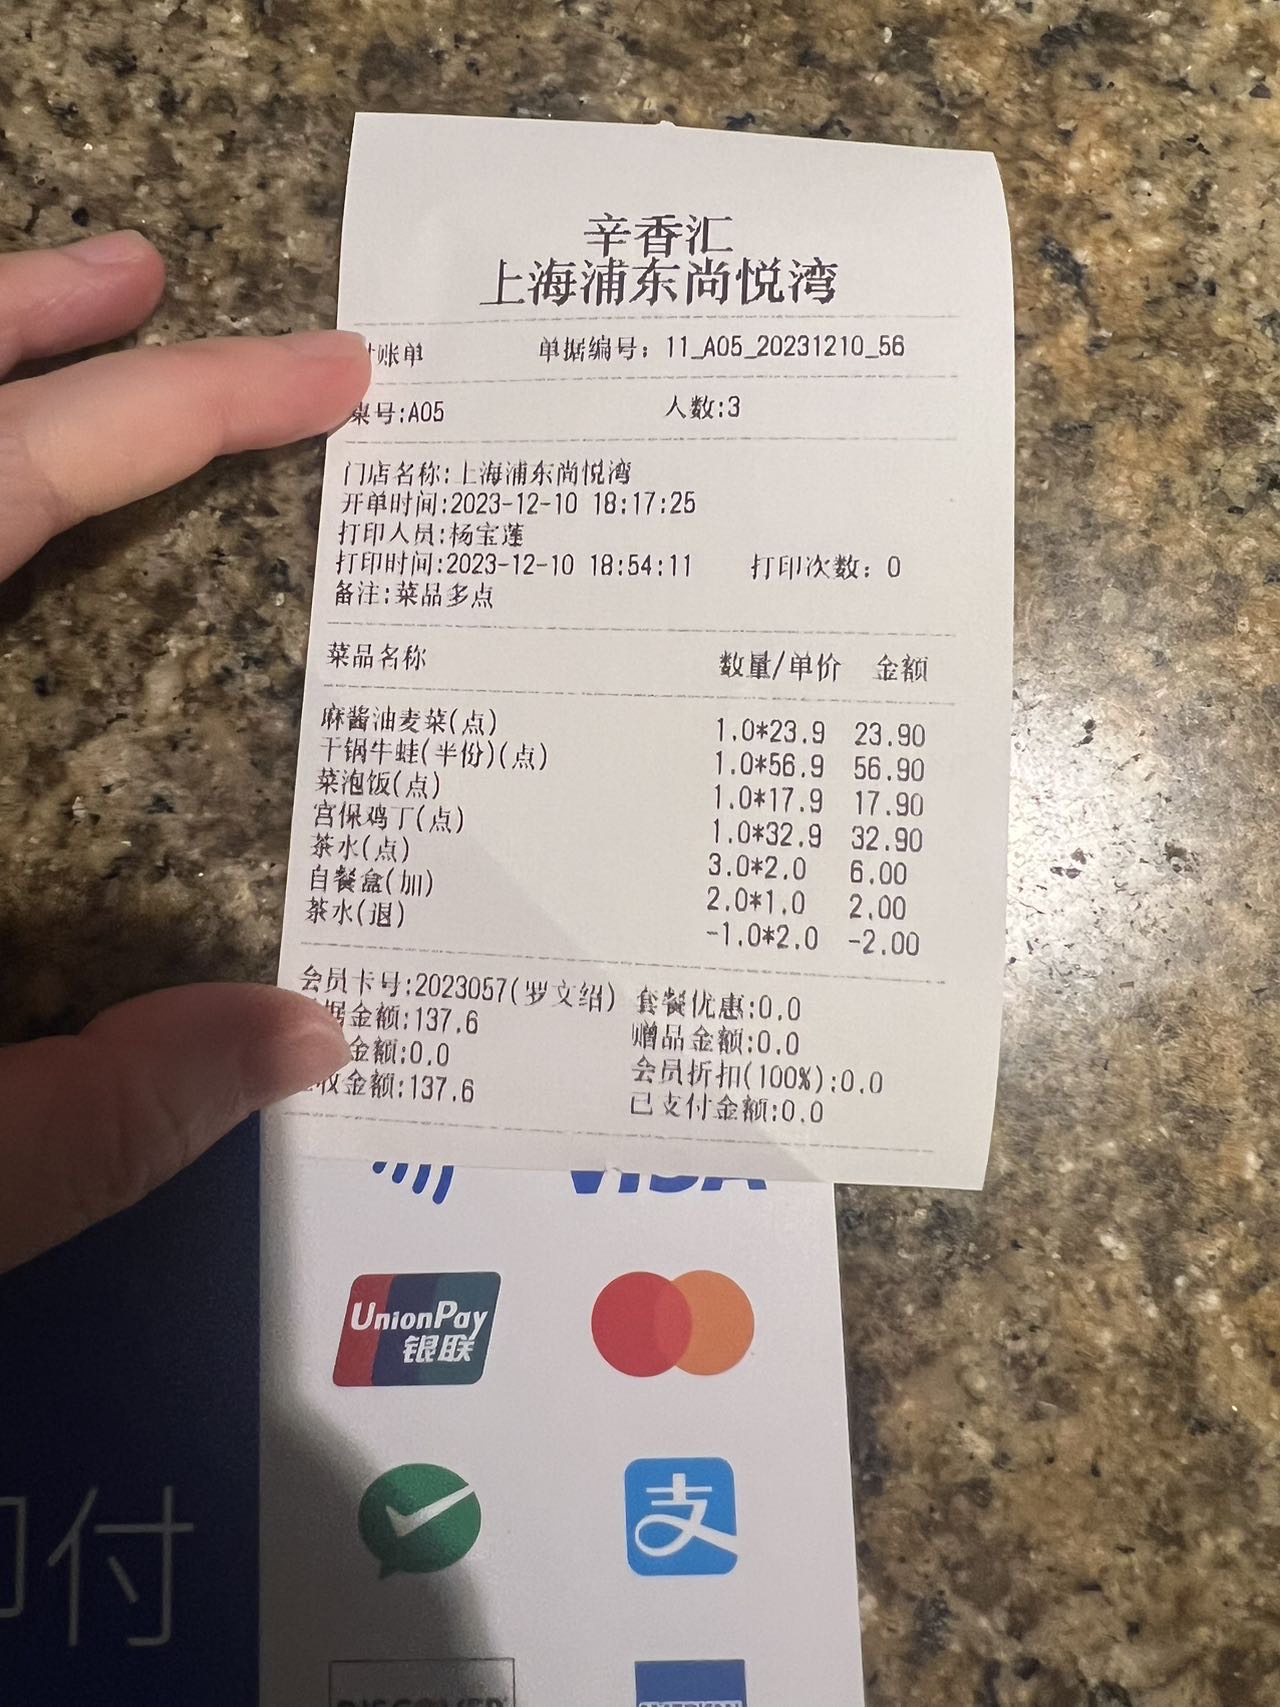 辛香汇
上海浦东尚悦湾
账单 单据编号：11_A05_20231210_56
桌号:A05 人数:3
门店名称:上海浦东尚悦湾
开单时间:2023-12-10 18:17:25
打印人员:杨宝莲
打印时间:2023-12-10 18:54:11 打印次数：0
备注:菜品多点
菜品名称 数量/单价 金额
麻酱油麦菜(点) 1.0*23.9 23.90
干锅牛蛙(半份)(点) 1.0*56.9 56.90
菜泡饭(点) 1.0*17.9 17.90
宫保鸡丁(点) 1.0*32.9 32.90
茶水(点) 3.0*2.0 6.00
自餐盒(加) 2.0*1.0 2.00
茶水(退) -1.0*2.0 -2.00
会员卡号:2023057(罗文绍) 套餐优惠:0.0
据金额:137.6 赠品金额:0.0
金额:0.0 会员折扣(100%):0.0
收金额:137.6 已支付金额:0.0
VISA
UnionPay
银联
支
付
DISCOVER
AMERICAN